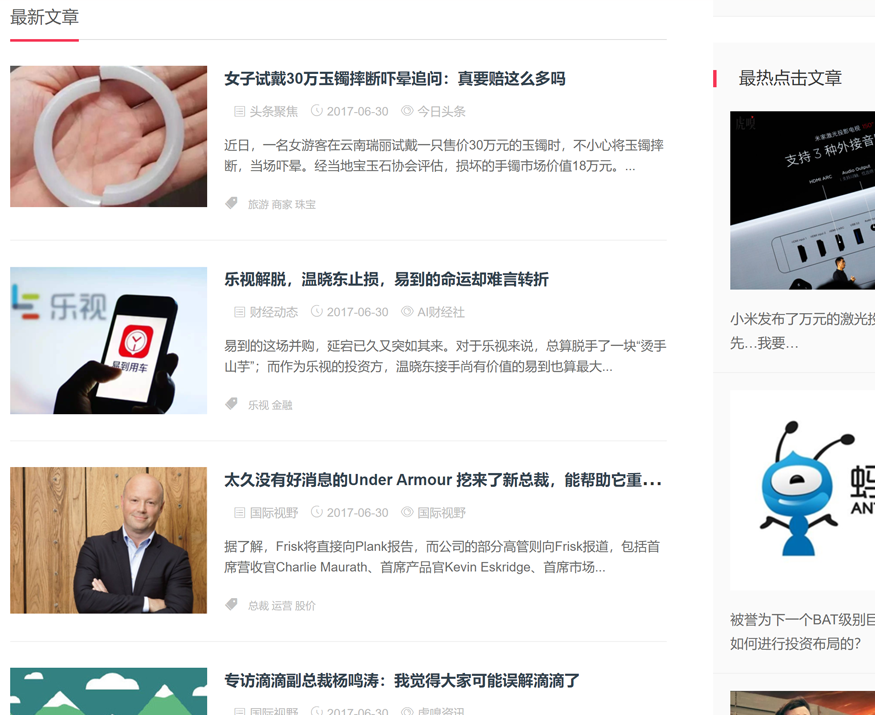 最新文章
女子试戴30万玉镯摔断吓晕追问：真要赔这么多吗
头条聚焦 2017-06-30 今日头条
近日，一名女游客在云南瑞丽试戴一只售价30万元的玉镯时，不小心将玉镯摔
断，当场吓晕。经当地宝玉石协会评估，损坏的手镯市场价值18万元。...
旅游 商家 珠宝
乐视
易到用车
乐视解脱，温晓东止损，易到的命运却难言转折
财经动态 2017-06-30 AI财经社
易到的这场并购，延宕已久又突如其来。对于乐视来说，总算脱手了一块“烫手
山芋”；而作为乐视的投资方，温晓东接手尚有价值的易到也算最大...
乐视 金融
太久没有好消息的Under Armour 挖来了新总裁，能帮助它重...
国际视野 2017-06-30 国际视野
据了解，Frisk将直接向Plank报告，而公司的部分高管则向Frisk报道，包括首
席营收官Charlie Maurath、首席产品官Kevin Eskridge、首席市场...
总裁 运营 股价
专访滴滴副总裁杨鸣涛：我觉得大家可能误解滴滴了
国际视野 2017-06-30 虎嗅资讯
最热点击文章
虎嗅
米家激光投影电视
支持 3 种外接音
HDMI ARC
Audio Output
小米发布了万元的激光投
先…我要…
蚂
ANT
被誉为下一个BAT级别巨
如何进行投资布局的？